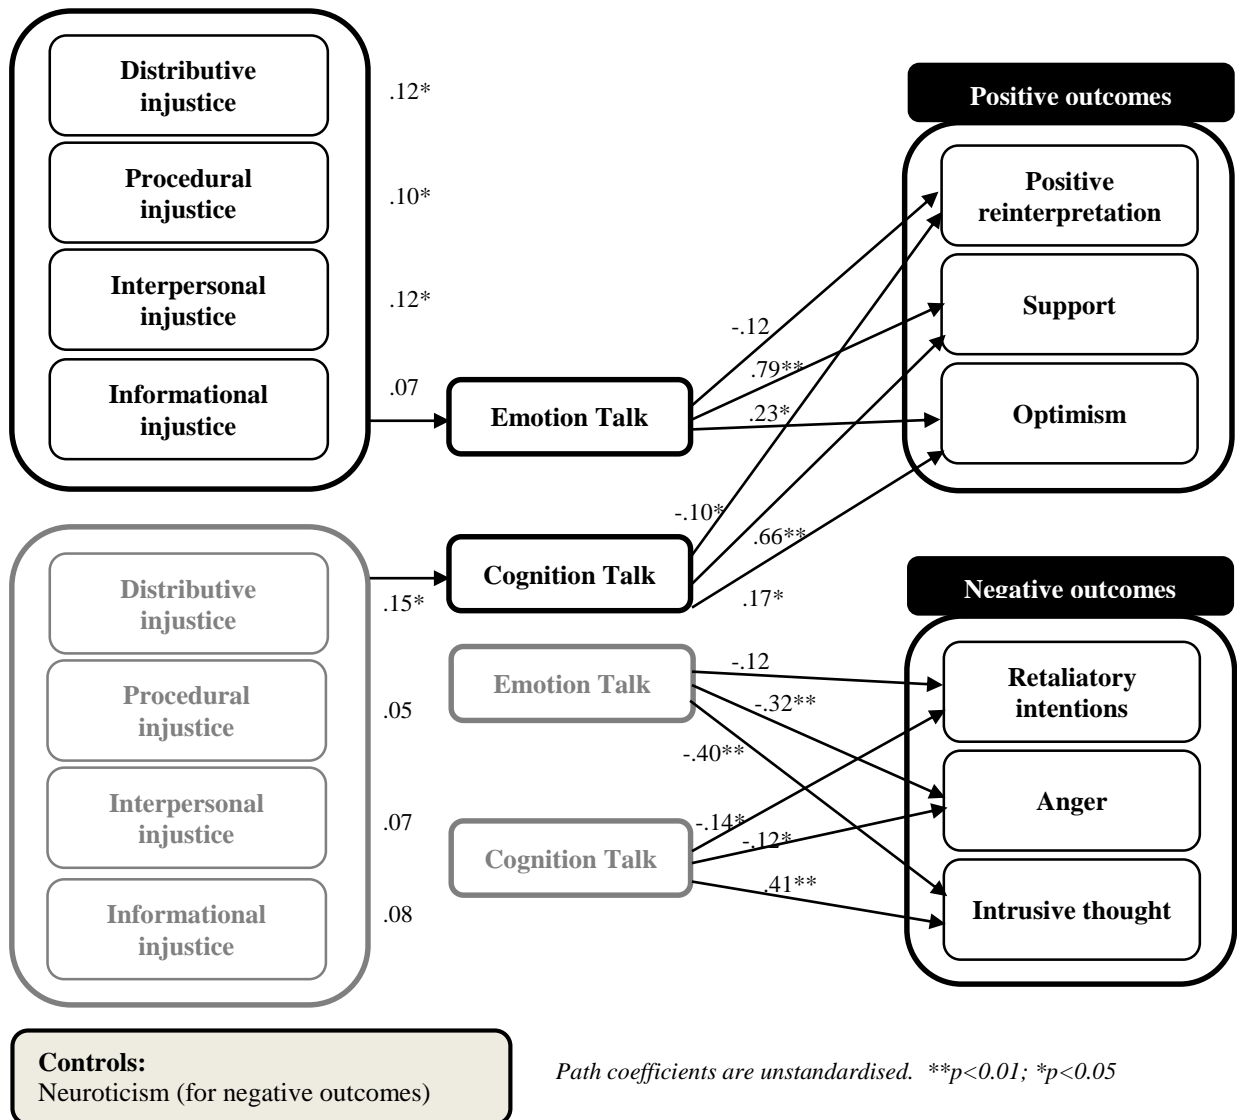 Distributive
injustice
.12*
Procedural
injustice
.10*
Interpersonal
injustice
.12*
Informational
injustice
.07
Emotion Talk
Cognition Talk
Distributive
injustice
.15*
Procedural
injustice
.05
Interpersonal
injustice
.07
Informational
injustice
.08
Emotion Talk
Cognition Talk
-.12
.79**
.23*
-.10*
.66**
.17*
-.12
-.32**
-.40**
-.14*
-.12*
.41**
Positive outcomes
Positive
reinterpretation
Support
Optimism
Negative outcomes
Retaliatory
intentions
Anger
Intrusive thought
Controls:
Neuroticism (for negative outcomes)
Path coefficients are unstandardised. **p<0.01; *p<0.05